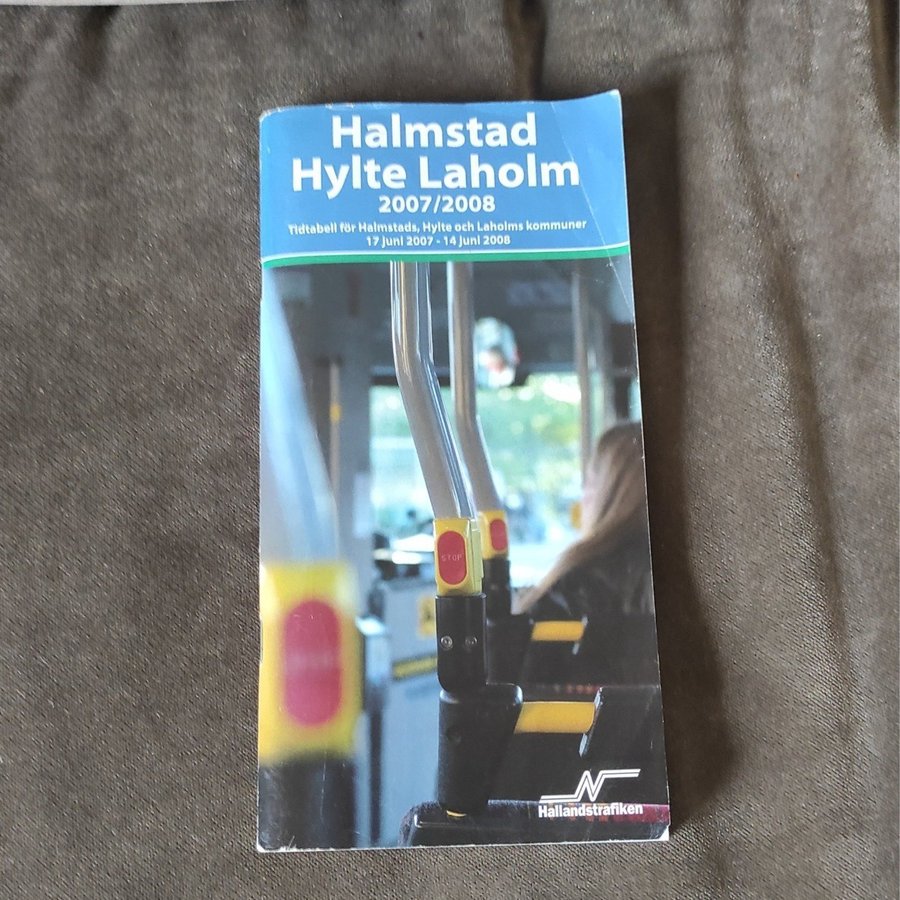 Halmstad
Hylte Laholm
2007/2008
Tidtabell för Halmstads, Hylte och Laholms kommuner
17 juni 2007 - 14 juni 2008
STOP
STOP
Hallandstrafiken